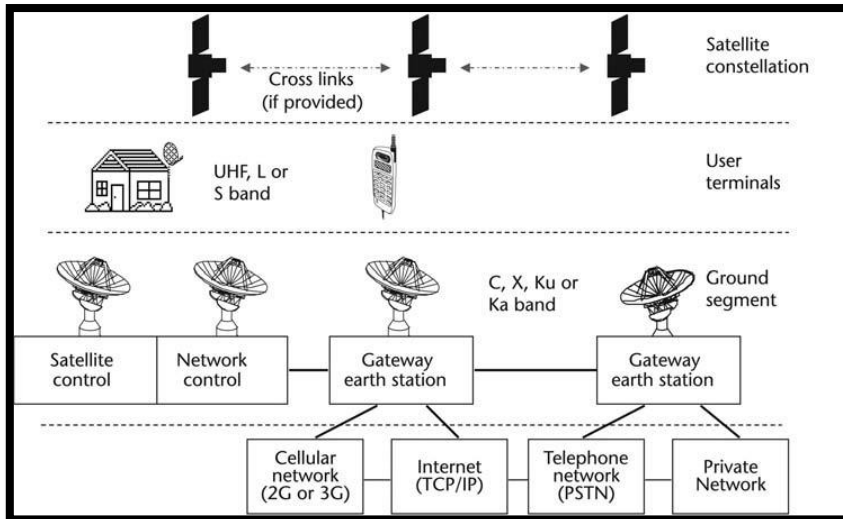 Satellite
constellation
Cross links
(if provided)
User
terminals
UHF, L or
S band
Ground
segment
C, X, Ku or
Ka band
Satellite
control
Network
control
Gateway
earth station
Gateway
earth station
Cellular
network
(2G or 3G)
Internet
(TCP/IP)
Telephone
network
(PSTN)
Private
Network